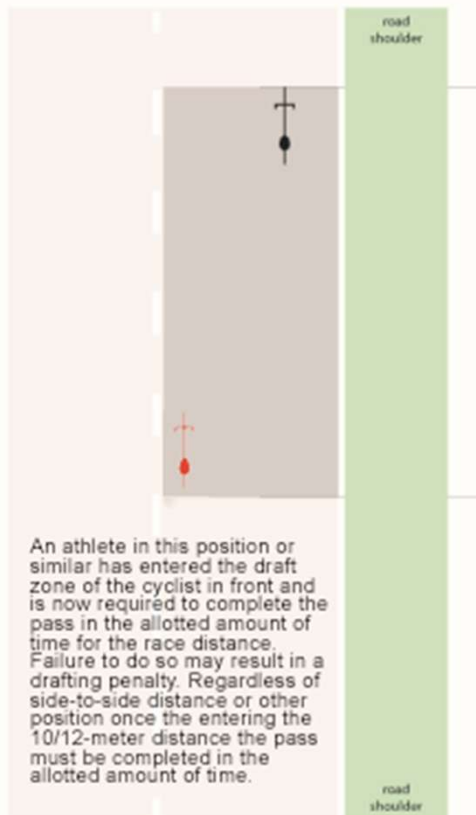 road
shoulder
An athlete in this position or
similar has entered the draft
zone of the cyclist in front and
is now required to complete the
pass in the allotted amount of
time for the race distance.
Failure to do so may result in a
drafting penalty. Regardless of
side-to-side distance or other
position once the entering the
10/12-meter distance the pass
must be completed in the
allotted amount of time.
road
shoulder